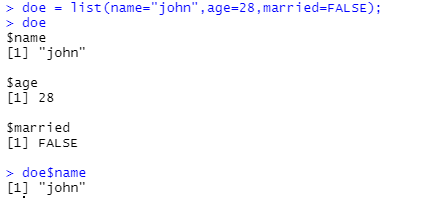 > doe = list(name="john",age=28,married=FALSE);
> doe
$name
[1] "john"
$age
[1] 28
$married
[1] FALSE
> doe$name
[1] "john"